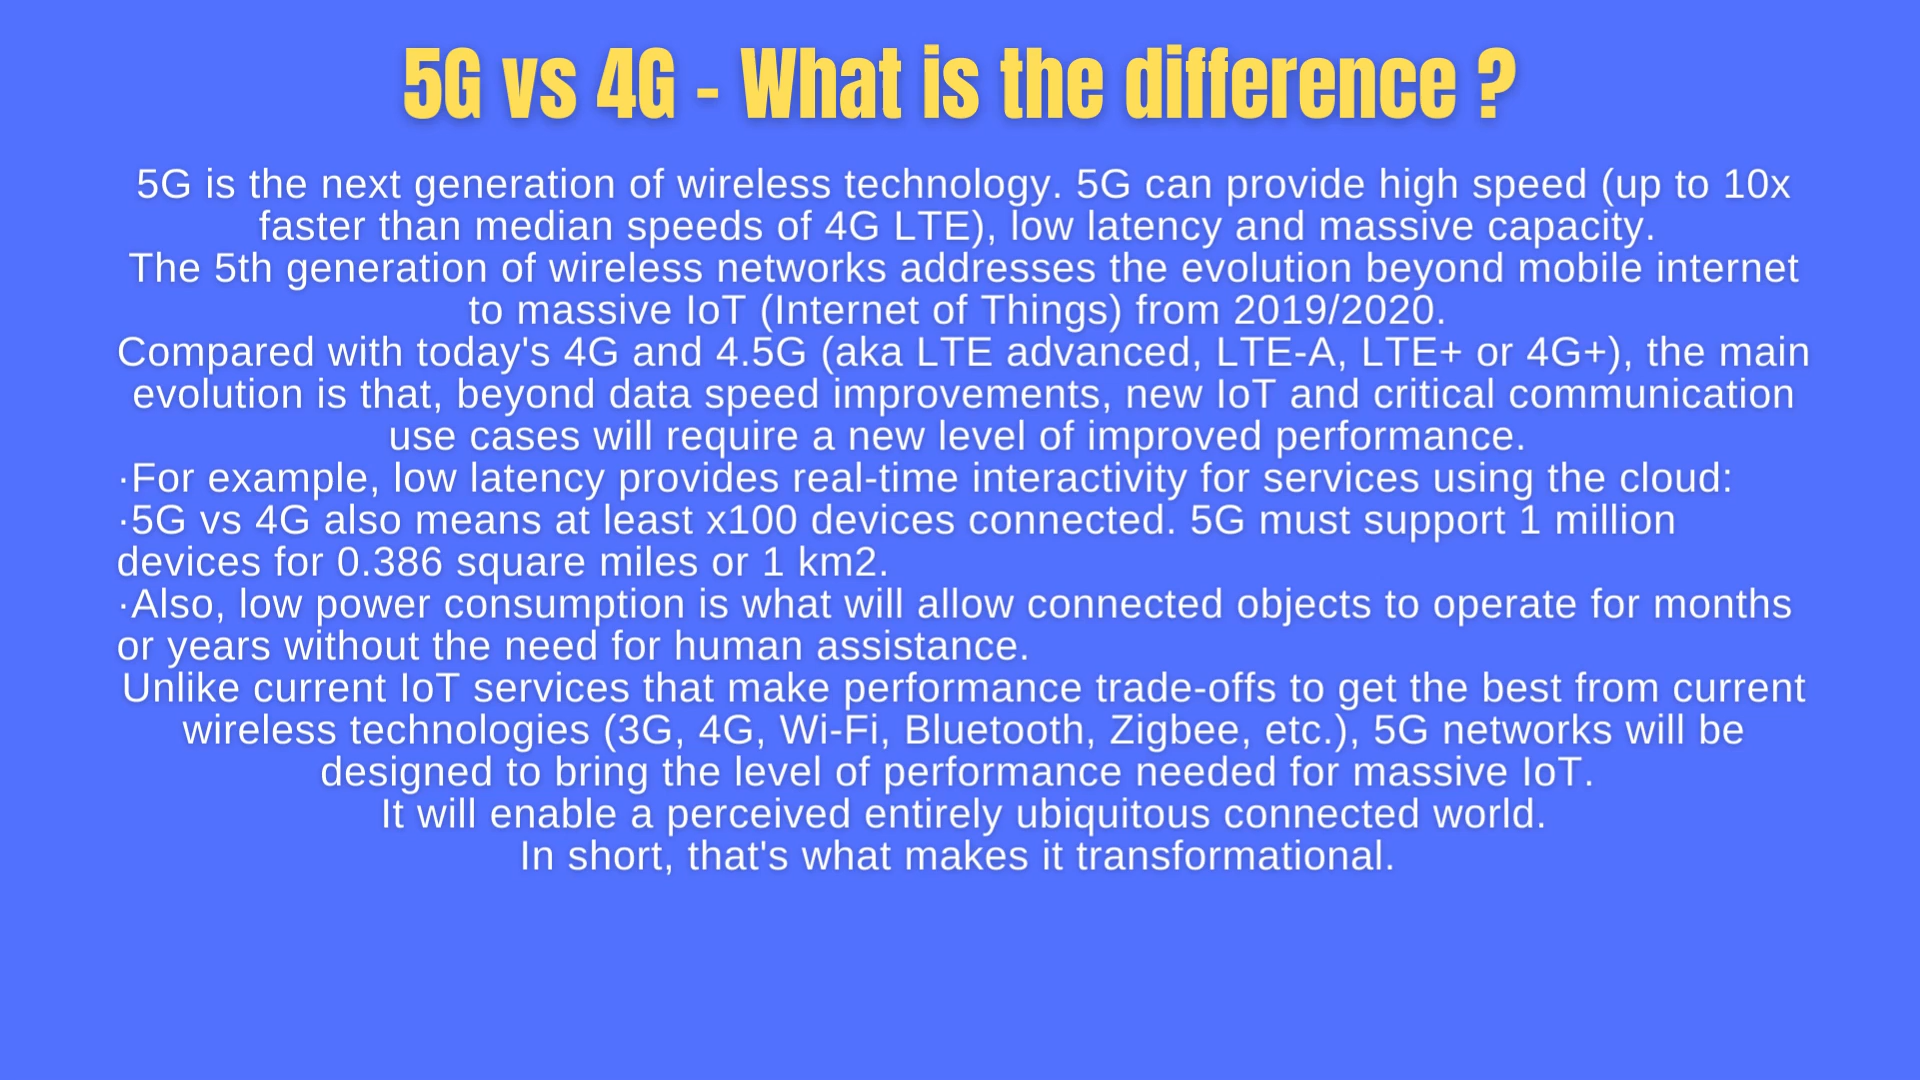 5G vs 4G - What is the difference ?
5G is the next generation of wireless technology. 5G can provide high speed (up to 10x
faster than median speeds of 4G LTE), low latency and massive capacity.
The 5th generation of wireless networks addresses the evolution beyond mobile internet
to massive IoT (Internet of Things) from 2019/2020.
Compared with today's 4G and 4.5G (aka LTE advanced, LTE-A, LTE+ or 4G+), the main
evolution is that, beyond data speed improvements, new IoT and critical communication
use cases will require a new level of improved performance.
·For example, low latency provides real-time interactivity for services using the cloud:
·5G vs 4G also means at least x100 devices connected. 5G must support 1 million
devices for 0.386 square miles or 1 km2.
·Also, low power consumption is what will allow connected objects to operate for months
or years without the need for human assistance.
Unlike current IoT services that make performance trade-offs to get the best from current
wireless technologies (3G, 4G, Wi-Fi, Bluetooth, Zigbee, etc.), 5G networks will be
designed to bring the level of performance needed for massive IoT.
It will enable a perceived entirely ubiquitous connected world.
In short, that's what makes it transformational.